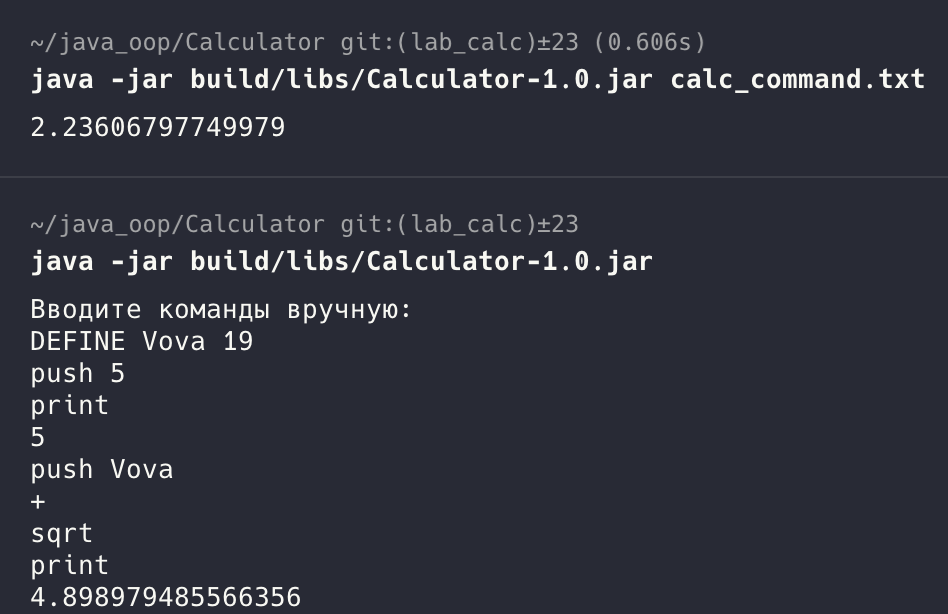 ~/java_oop/Calculator git:(lab_calc)±23 (0.606s)
java -jar build/libs/Calculator-1.0.jar calc_command.txt
2.23606797749979
~/java_oop/Calculator git:(lab_calc)±23
java -jar build/libs/Calculator-1.0.jar
Вводите команды вручную:
DEFINE Vova 19
push 5
print
5
push Vova
+
sqrt
print
4.898979485566356